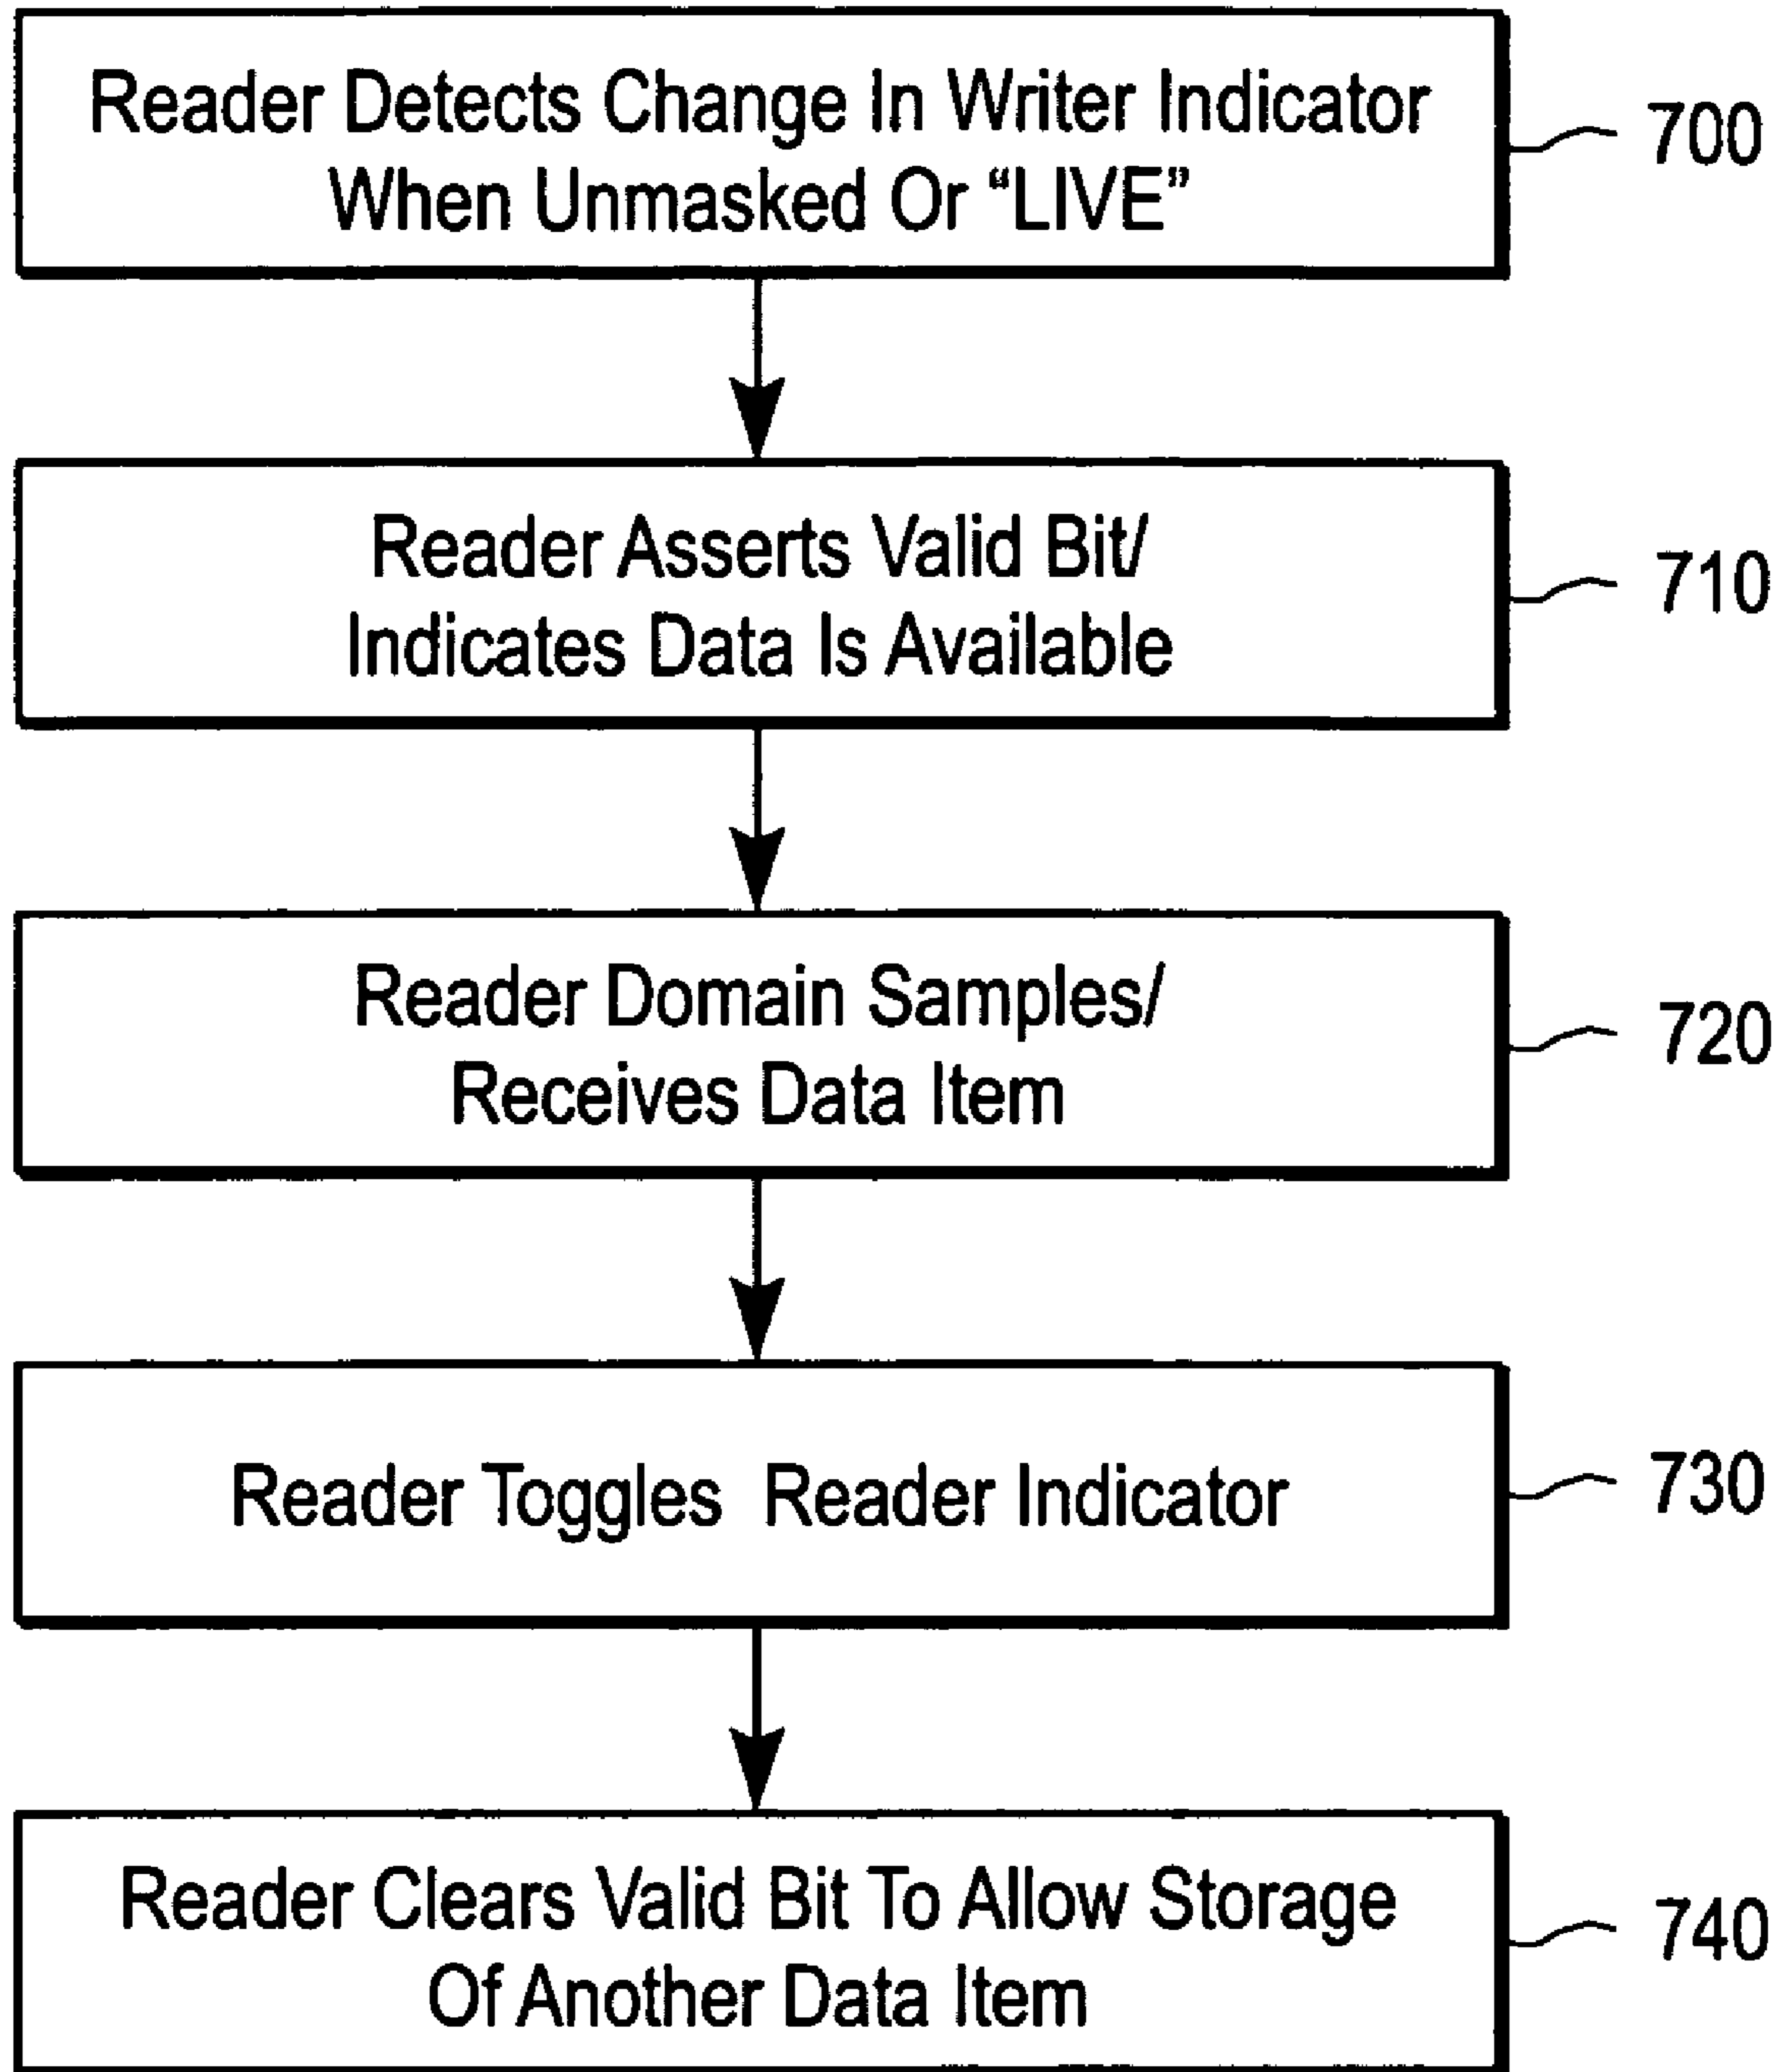 Reader Detects Change In Writer Indicator
When Unmasked Or “LIVE”
700
Reader Asserts Valid Bit/
Indicates Data Is Available
710
Reader Domain Samples/
Receives Data Item
720
Reader Toggles Reader Indicator
730
Reader Clears Valid Bit To Allow Storage
Of Another Data Item
740